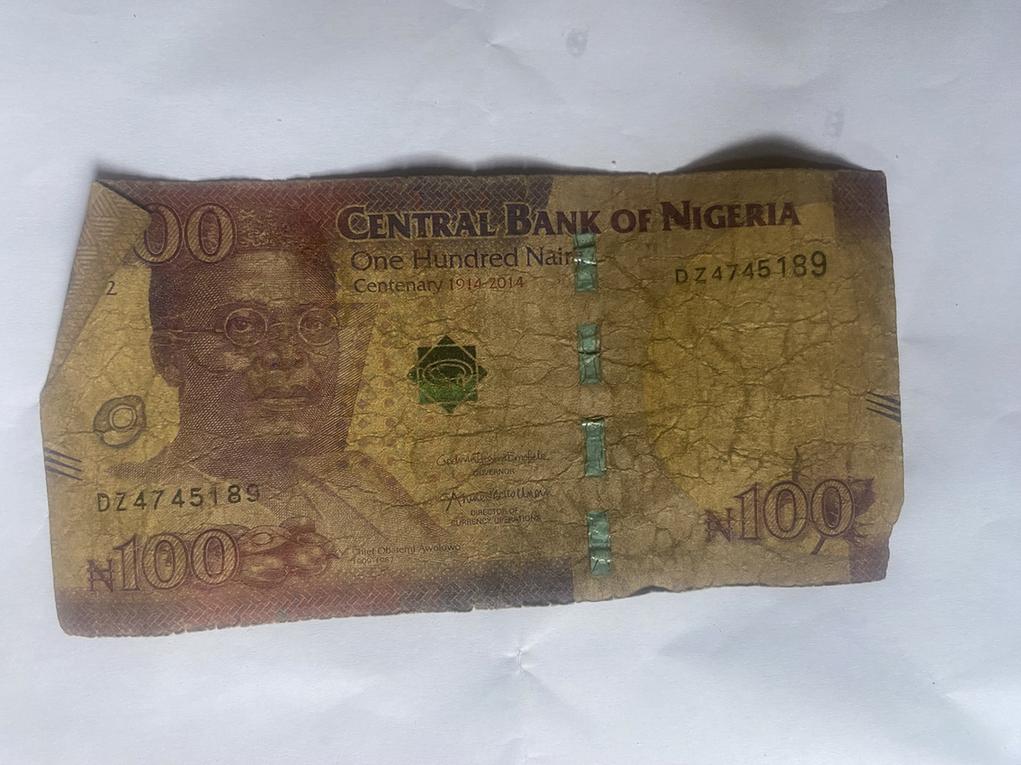 00
CENTRAL BANK OF NIGERIA
One Hundred Nair
Centenary 1914-2014
DZ4745189
2
GOVERNOR
DIRECTOR OF
CURRENCY OPERATIONS
DZ4745189
₦100
₦100
Chief Obafemi Awolowo